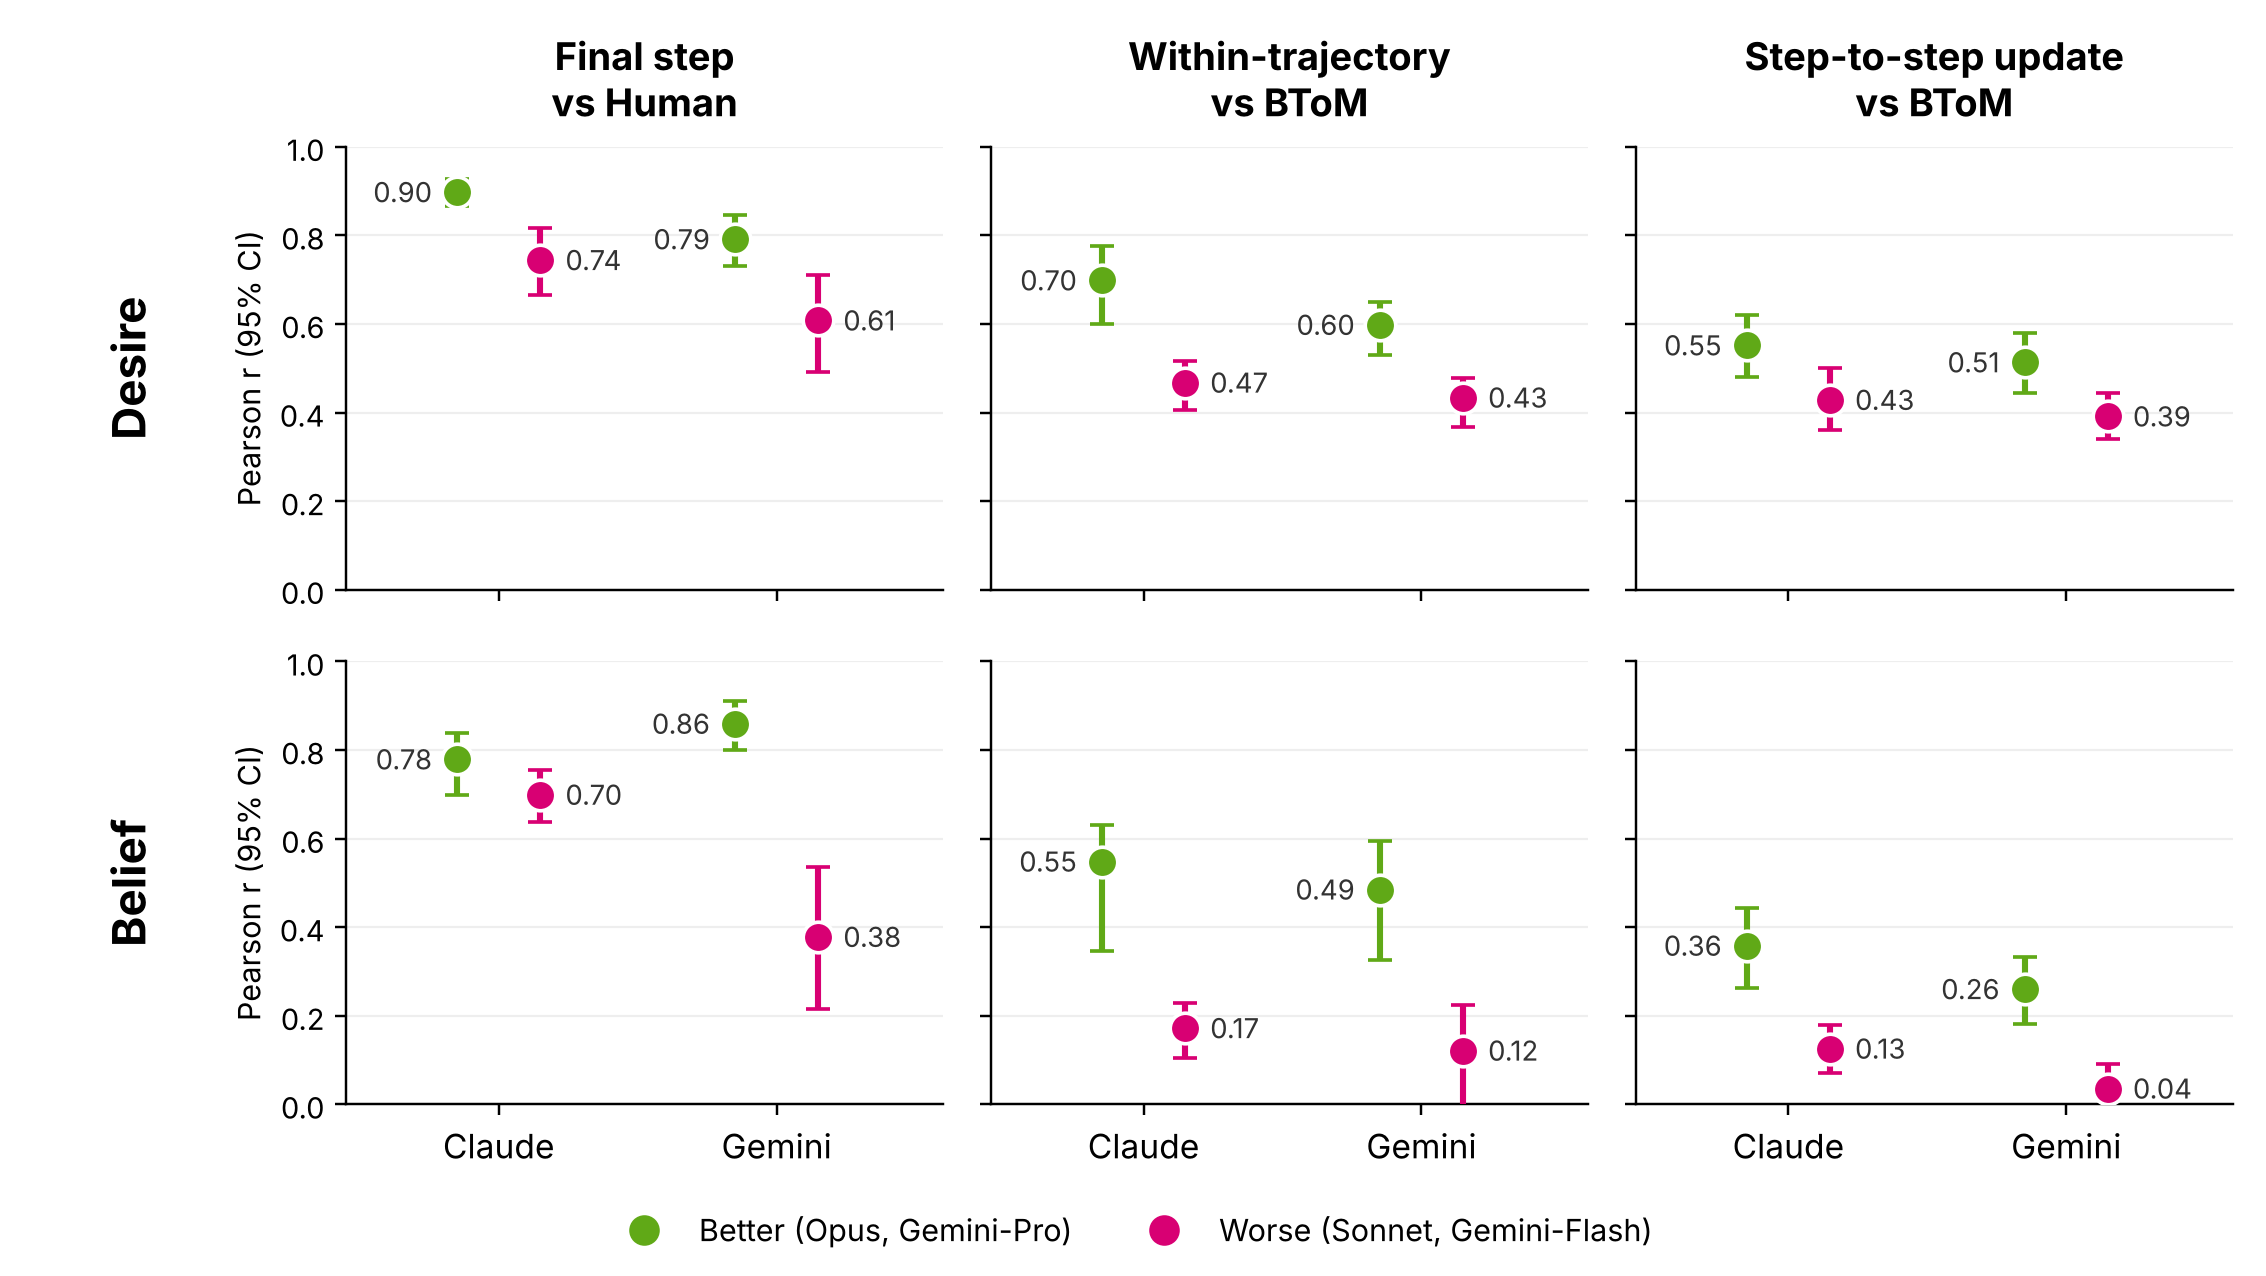 Final step
vs Human
Within-trajectory
vs BToM
Step-to-step update
vs BToM
Desire
Pearson r (95% CI)
1.0
0.8
0.6
0.4
0.2
0.0
0.90
0.74
0.79
0.61
0.70
0.47
0.60
0.43
0.55
0.43
0.51
0.39
Belief
Pearson r (95% CI)
1.0
0.8
0.6
0.4
0.2
0.0
0.78
0.70
0.86
0.38
0.55
0.17
0.49
0.12
0.36
0.13
0.26
0.04
Claude
Gemini
Claude
Gemini
Claude
Gemini
Better (Opus, Gemini-Pro)
Worse (Sonnet, Gemini-Flash)